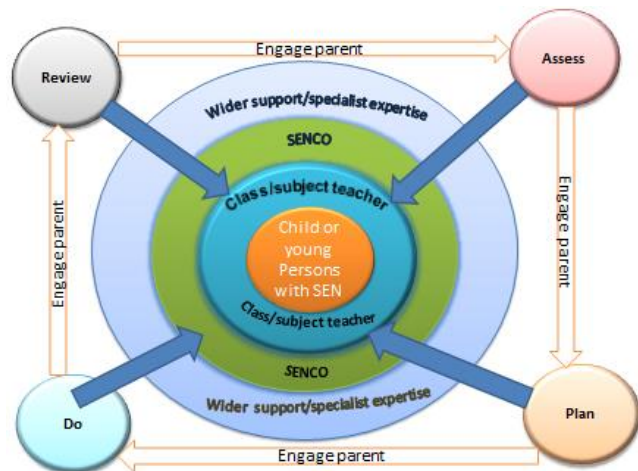 Engage parent
Review
Assess
Wider support/specialist expertise
SENCO
Class/subject teacher
Child or
young
Persons
with SEN
Engage parent
Engage parent
Class/subject teacher
SENCO
Wider support/specialist expertise
Do
Plan
Engage parent